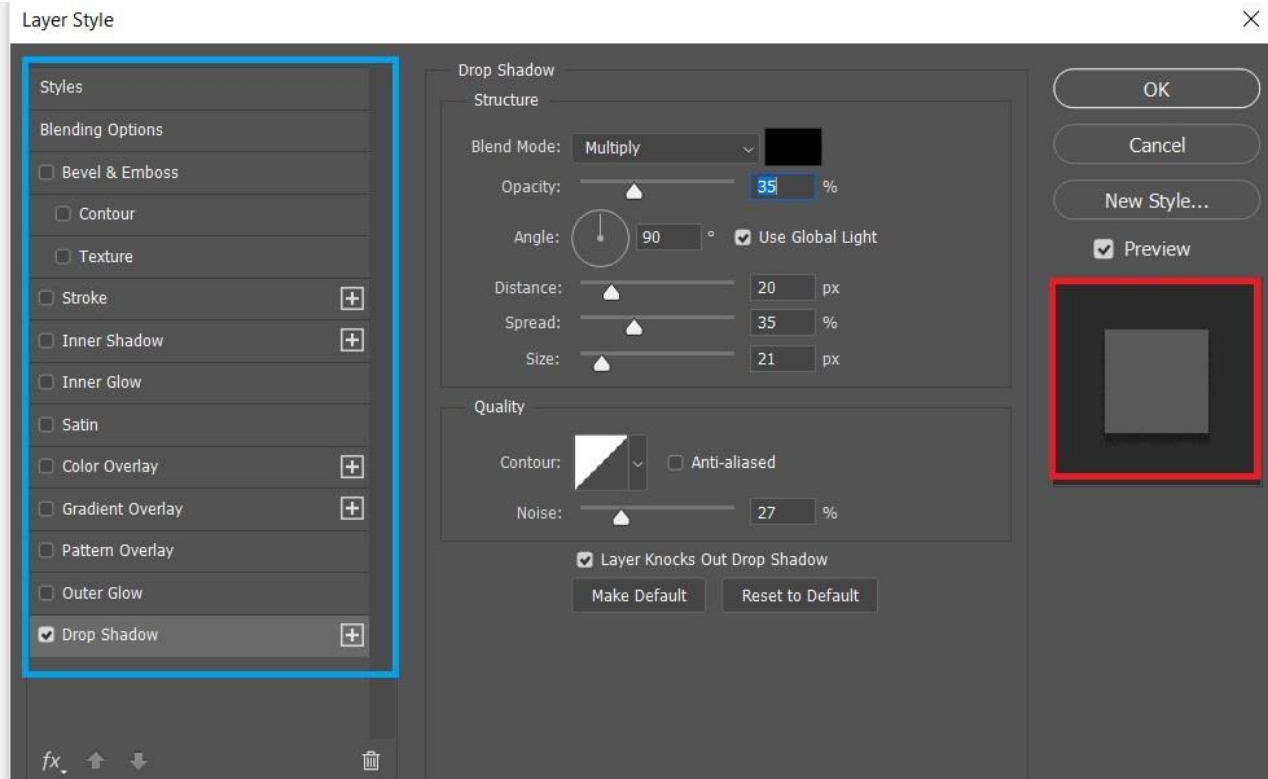 Layer Style
Styles
Blending Options
Bevel & Emboss
Contour
Texture
Stroke
Inner Shadow
Inner Glow
Satin
Color Overlay
Gradient Overlay
Pattern Overlay
Outer Glow
Drop Shadow
fx
Drop Shadow
Structure
Blend Mode: Multiply
Opacity: 35 %
Angle: 90 ° Use Global Light
Distance: 20 px
Spread: 35 %
Size: 21 px
Quality
Contour: Anti-aliased
Noise: 27 %
Layer Knocks Out Drop Shadow
Make Default Reset to Default
OK
Cancel
New Style...
Preview